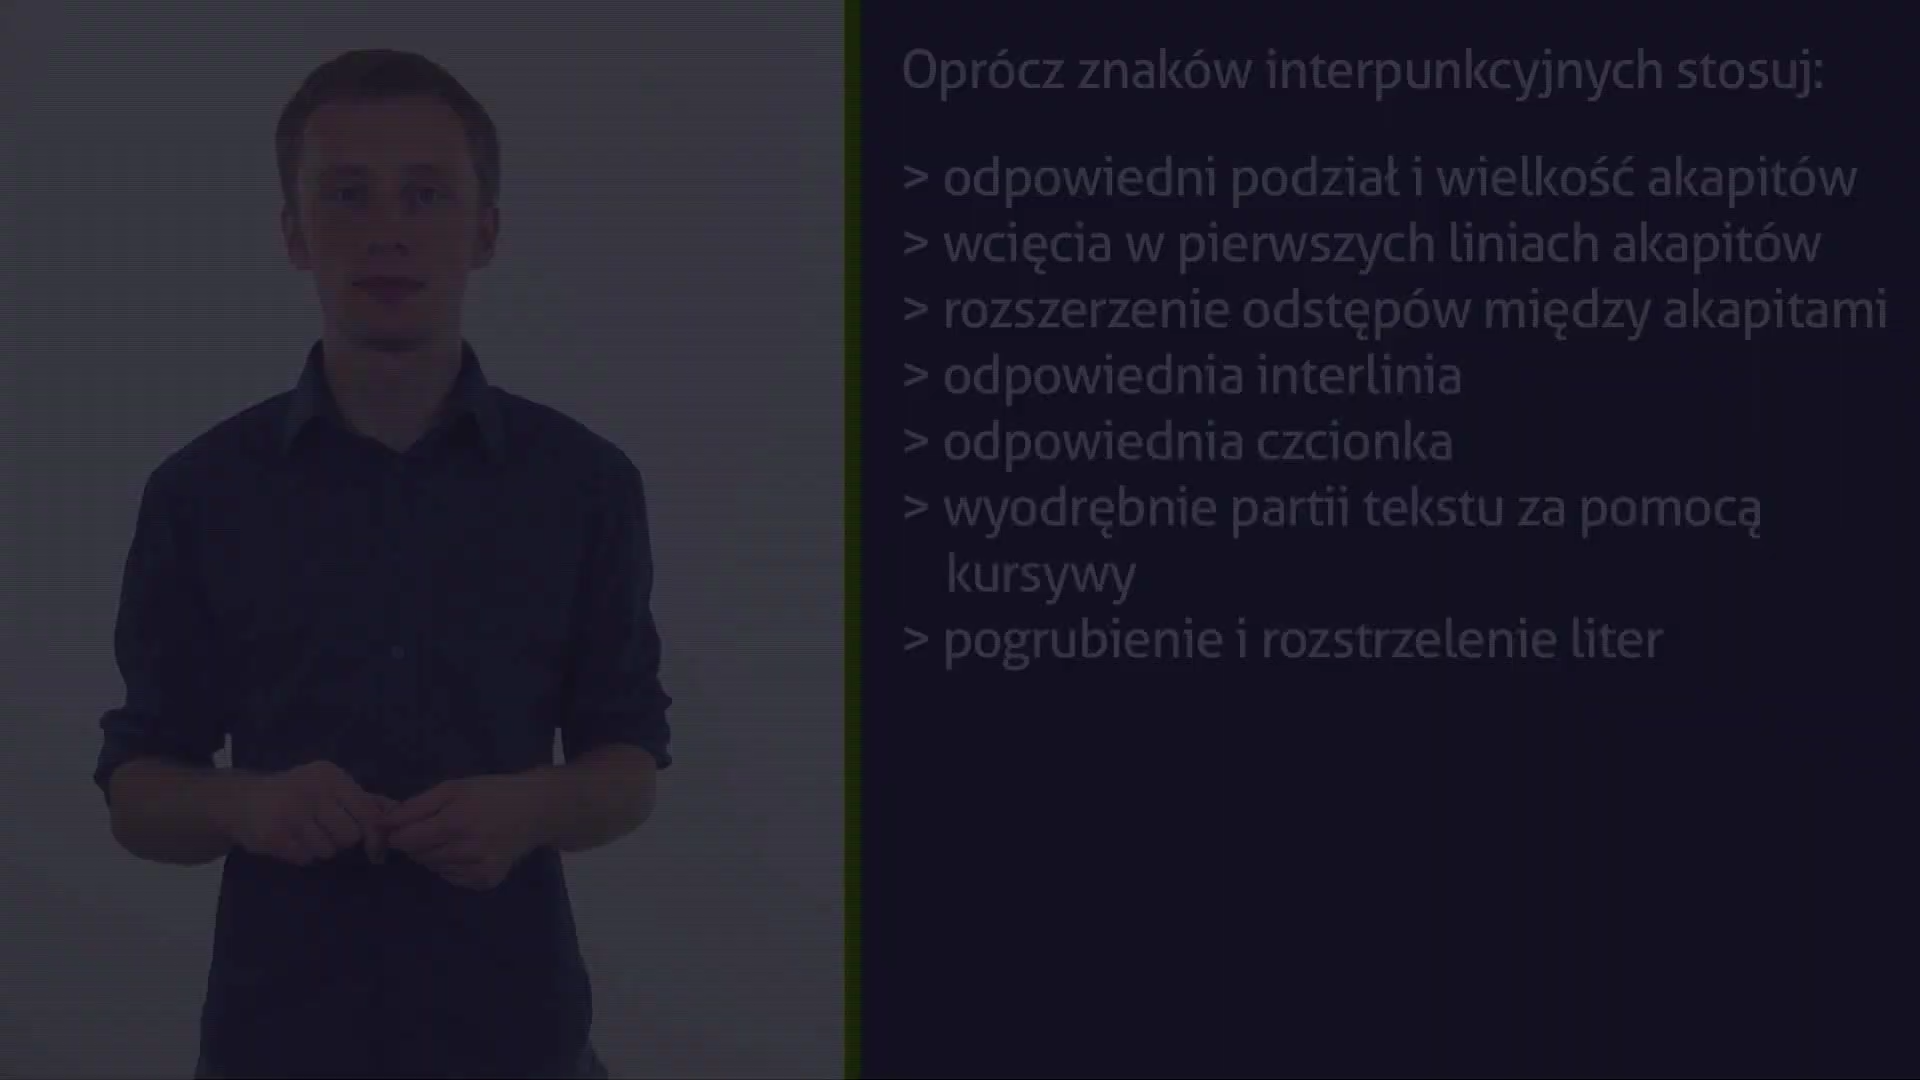 Oprócz znaków interpunkcyjnych stosuj:
> odpowiedni podział i wielkość akapitów
> wcięcia w pierwszych liniach akapitów
> rozszerzenie odstępów między akapitami
> odpowiednia interlinia
> odpowiednia czcionka
> wyodrębnie partii tekstu za pomocą
kursywy
> pogrubienie i rozstrzelenie liter